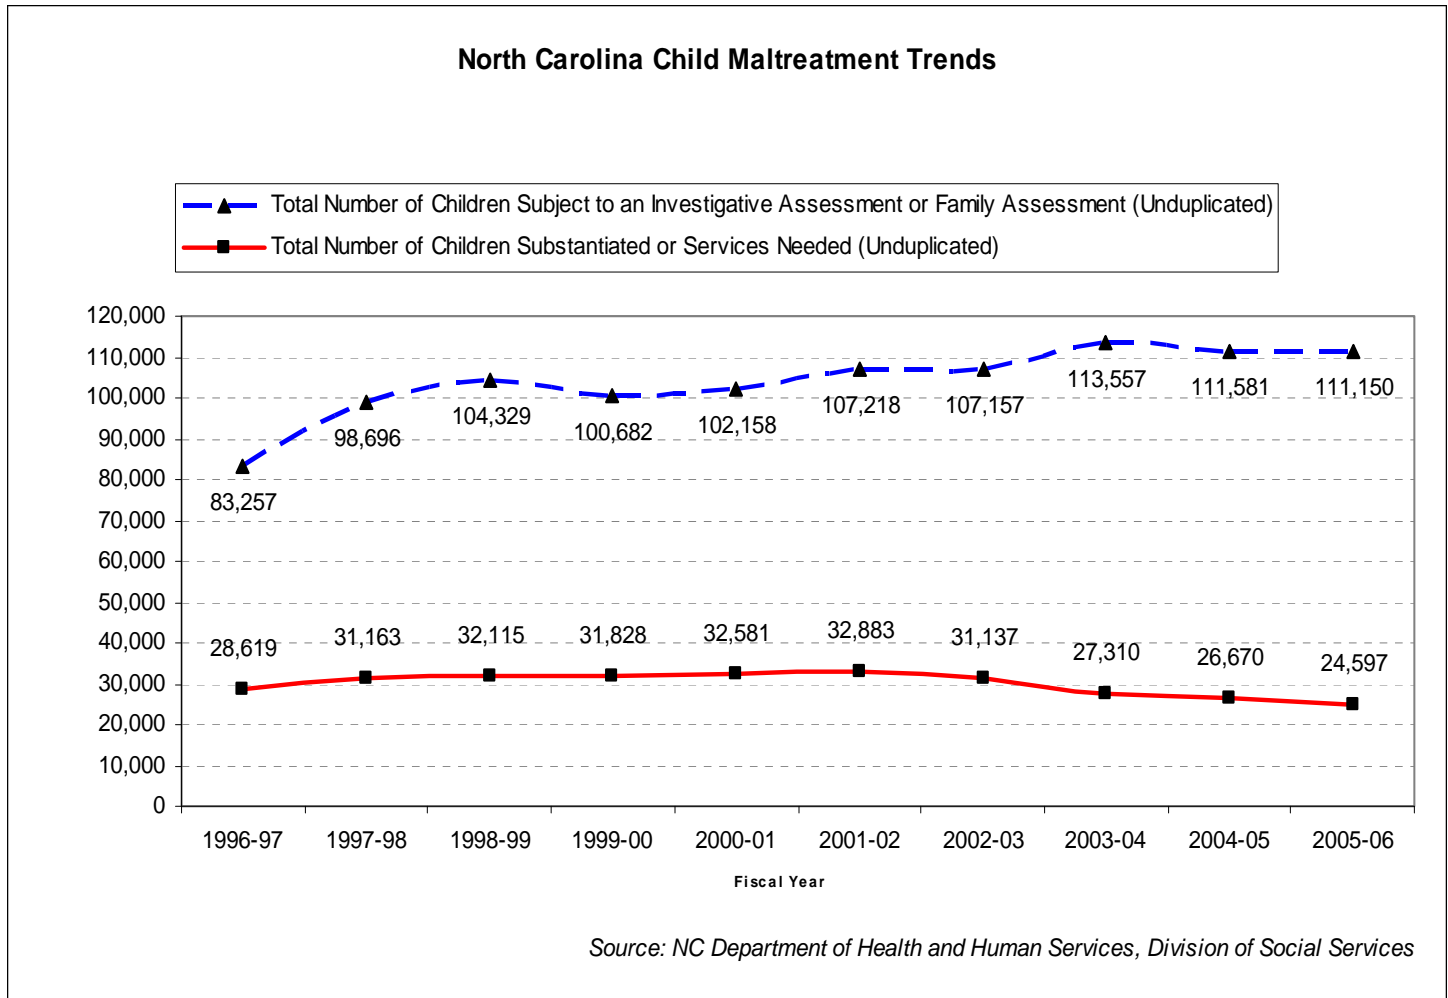 North Carolina Child Maltreatment Trends
Total Number of Children Subject to an Investigative Assessment or Family Assessment (Unduplicated)
Total Number of Children Substantiated or Services Needed (Unduplicated)
120,000
110,000
100,000
90,000
80,000
70,000
60,000
50,000
40,000
30,000
20,000
10,000
0
83,257 98,696 104,329 100,682 102,158 107,218 107,157 113,557 111,581 111,150
28,619 31,163 32,115 31,828 32,581 32,883 31,137 27,310 26,670 24,597
1996-97 1997-98 1998-99 1999-00 2000-01 2001-02 2002-03 2003-04 2004-05 2005-06
Fiscal Year
Source: NC Department of Health and Human Services, Division of Social Services